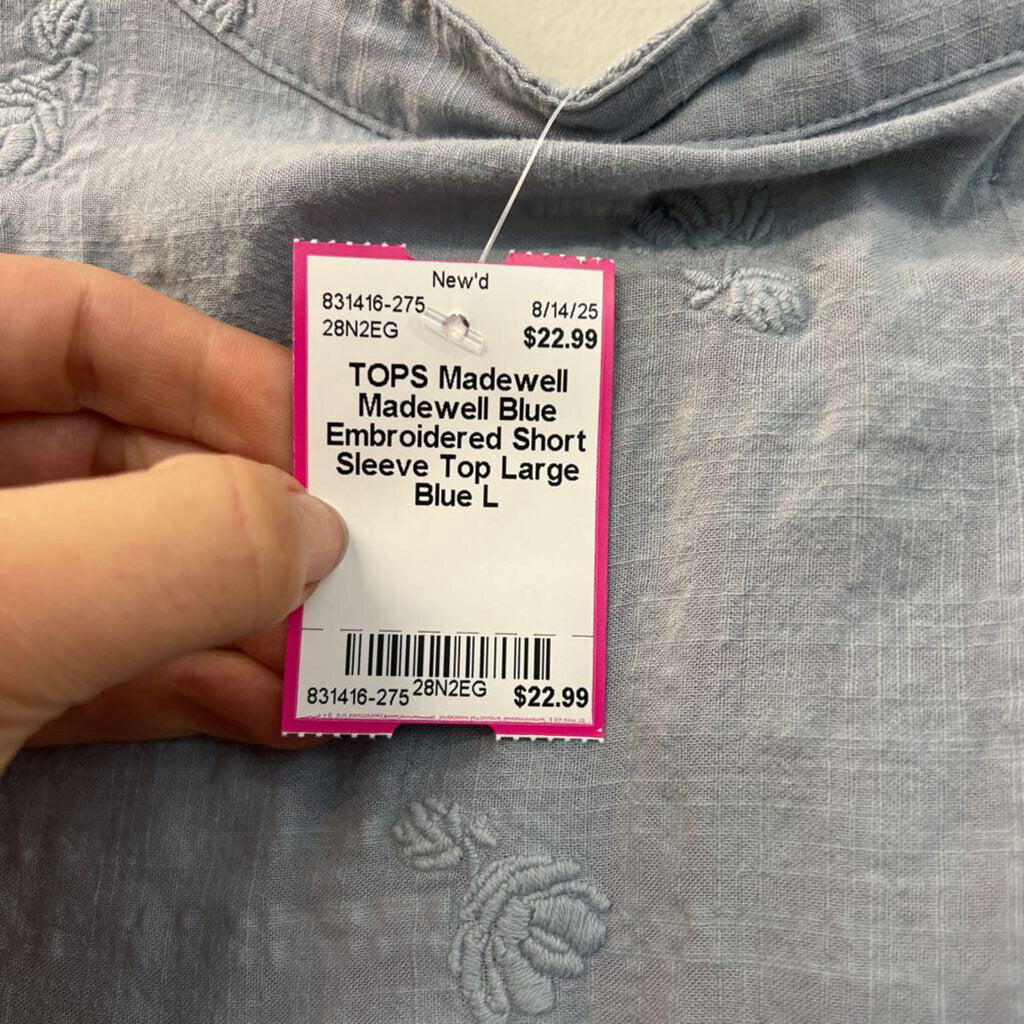 New'd
831416-275 8/14/25
28N2EG $22.99
TOPS Madewell
Madewell Blue
Embroidered Short
Sleeve Top Large
Blue L
831416-275 28N2EG $22.99